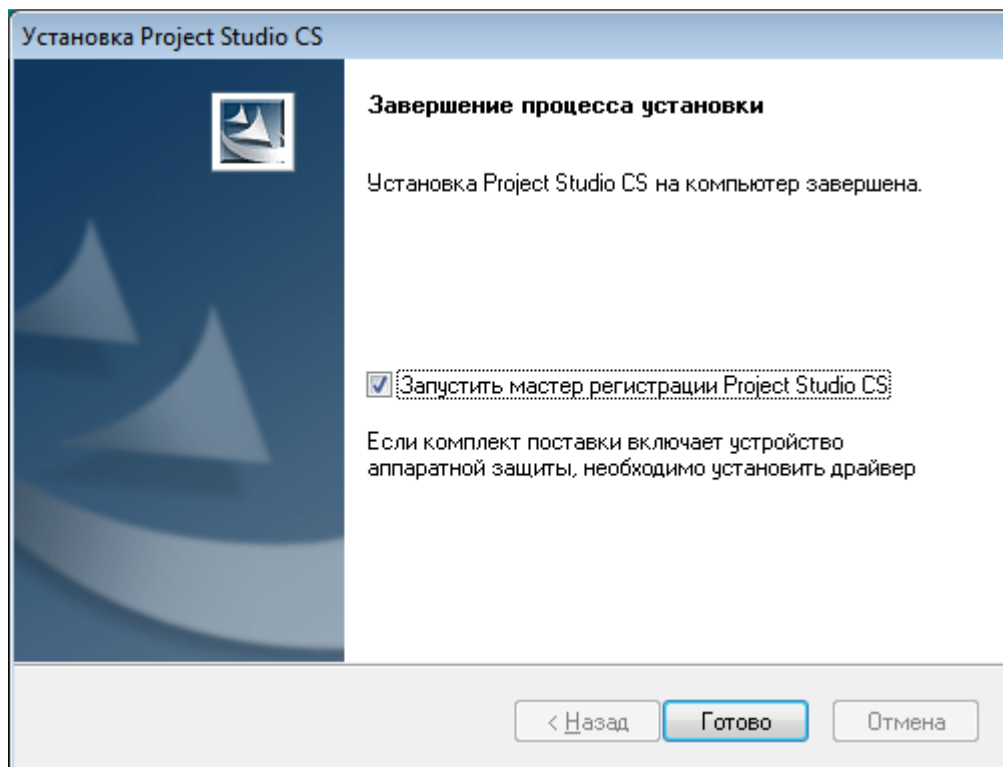 Установка Project Studio CS
Завершение процесса установки
Установка Project Studio CS на компьютер завершена.
Запустить мастер регистрации Project Studio CS
Если комплект поставки включает устройство
аппаратной защиты, необходимо установить драйвер
< Назад
Готово
Отмена